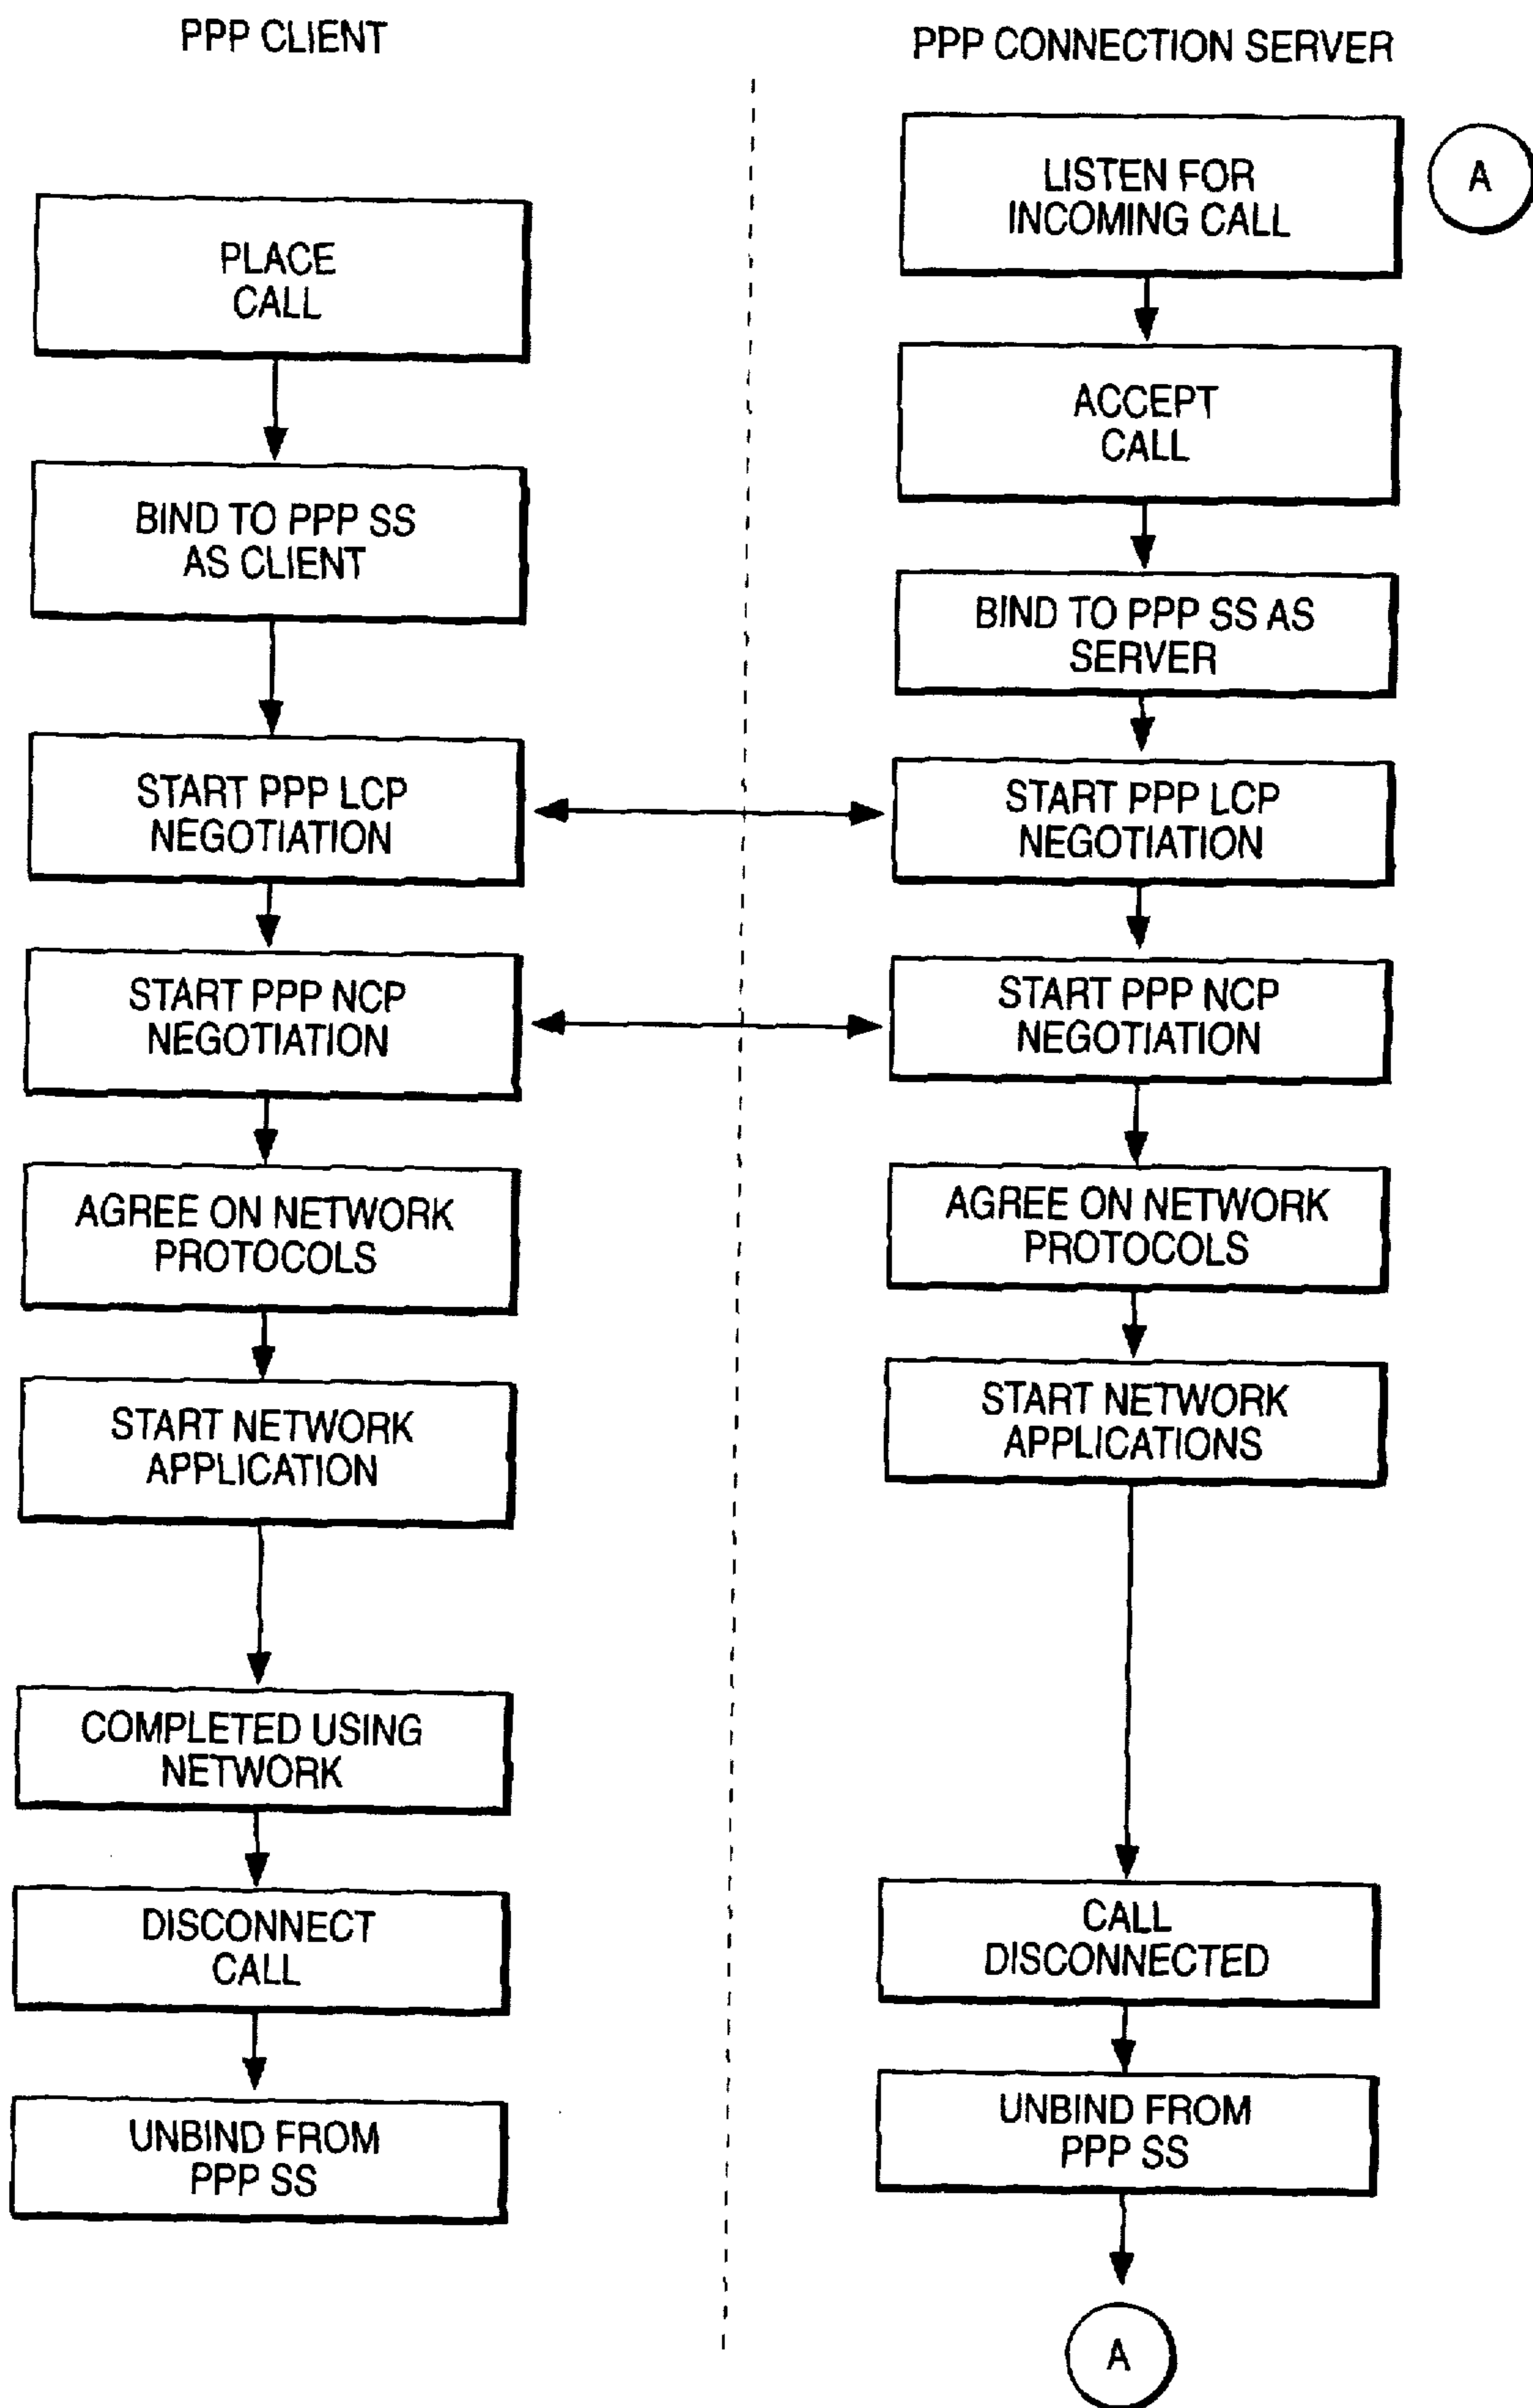 PPP CLIENT
PLACE
CALL
BIND TO PPP SS
AS CLIENT
START PPP LCP
NEGOTIATION
START PPP NCP
NEGOTIATION
AGREE ON NETWORK
PROTOCOLS
START NETWORK
APPLICATION
COMPLETED USING
NETWORK
DISCONNECT
CALL
UNBIND FROM
PPP SS
PPP CONNECTION SERVER
LISTEN FOR
INCOMING CALL
A
ACCEPT
CALL
BIND TO PPP SS AS
SERVER
START PPP LCP
NEGOTIATION
START PPP NCP
NEGOTIATION
AGREE ON NETWORK
PROTOCOLS
START NETWORK
APPLICATIONS
CALL
DISCONNECTED
UNBIND FROM
PPP SS
A